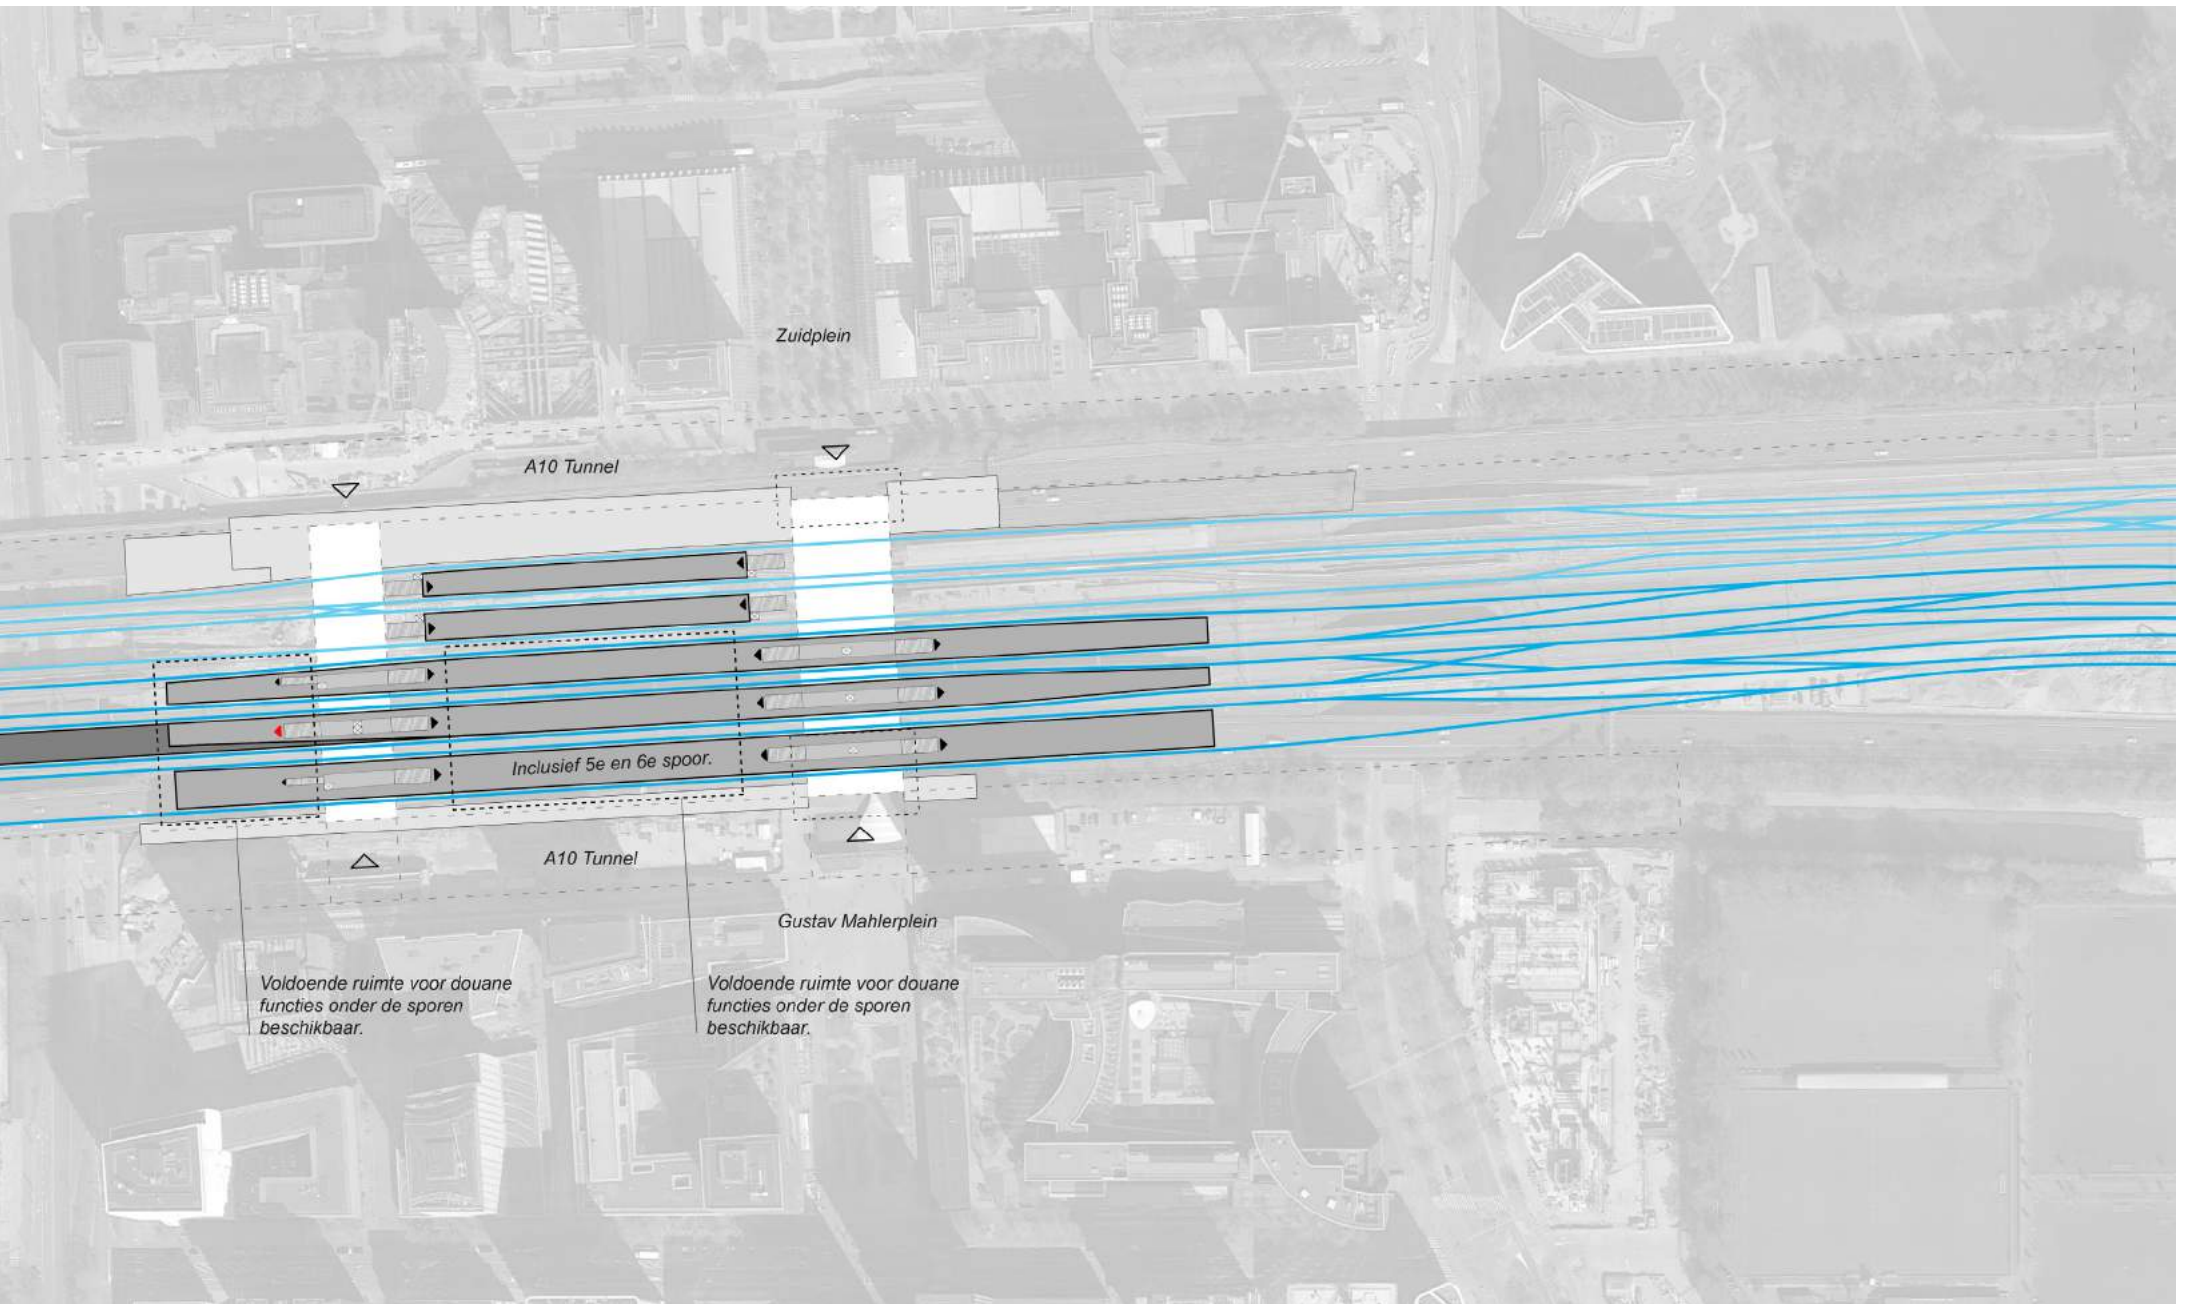 Zuidplein
A10 Tunnel
Inclusief 5e en 6e spoor.
A10 Tunnel
Gustav Mahlerplein
Voldoende ruimte voor douane
functies onder de sporen
beschikbaar.
Voldoende ruimte voor douane
functies onder de sporen
beschikbaar.